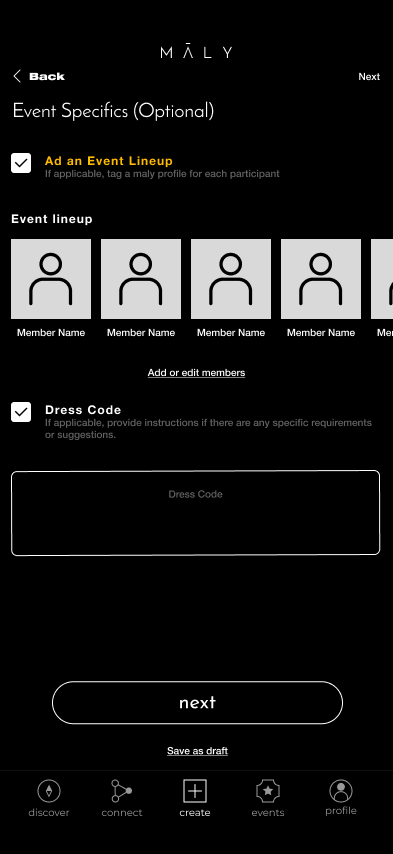 MĀLY
Back
Next
Event Specifics (Optional)
Ad an Event Lineup
If applicable, tag a maly profile for each participant
Event lineup
Member Name Member Name Member Name Member Name Me
Add or edit members
Dress Code
If applicable, provide instructions if there are any specific requirements
or suggestions.
Dress Code
next
Save as draft
discover connect create events profile